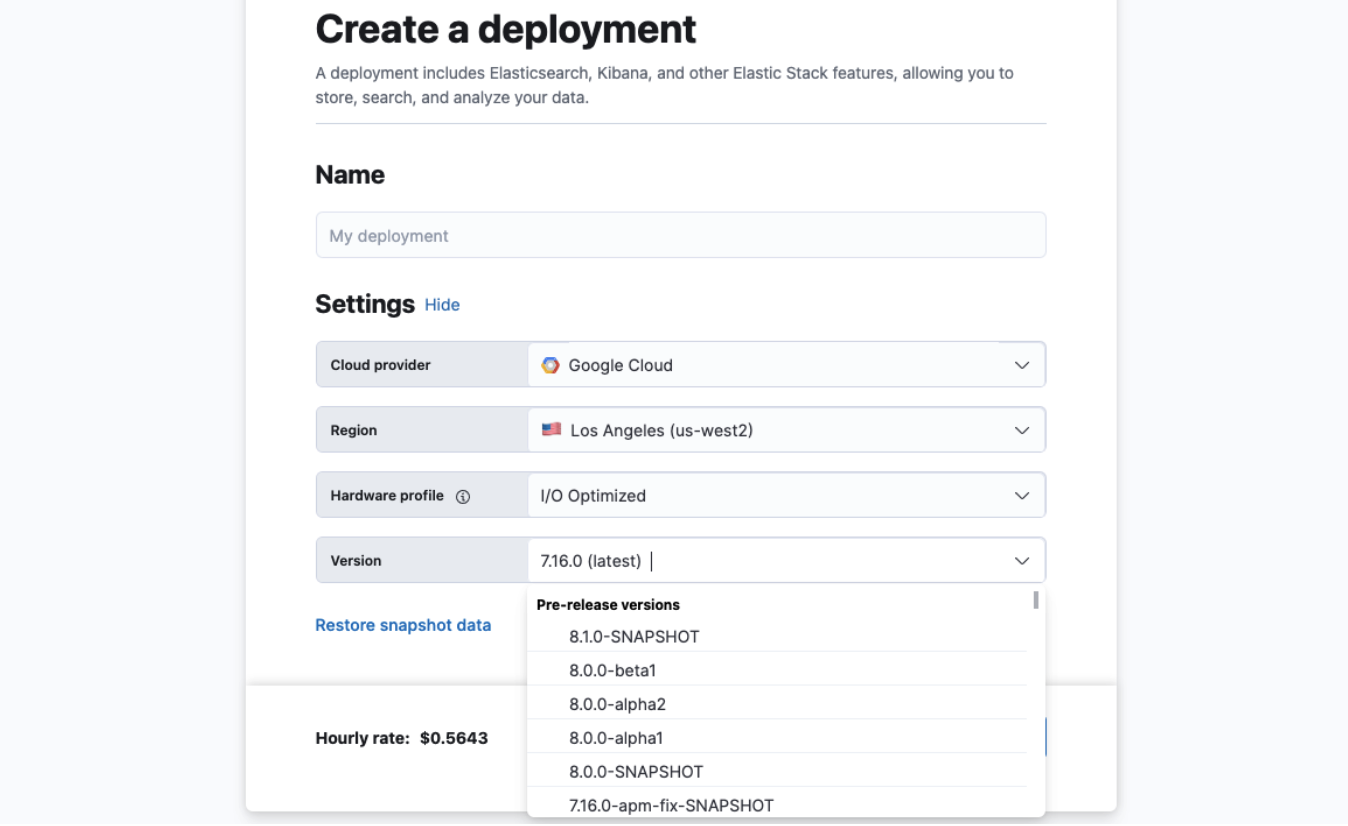 Create a deployment
A deployment includes Elasticsearch, Kibana, and other Elastic Stack features, allowing you to
store, search, and analyze your data.
Name
My deployment
Settings Hide
Cloud provider Google Cloud
Region Los Angeles (us-west2)
Hardware profile I/O Optimized
Version 7.16.0 (latest)
Pre-release versions
8.1.0-SNAPSHOT
8.0.0-beta1
8.0.0-alpha2
8.0.0-alpha1
8.0.0-SNAPSHOT
7.16.0-apm-fix-SNAPSHOT
Restore snapshot data
Hourly rate: $0.5643